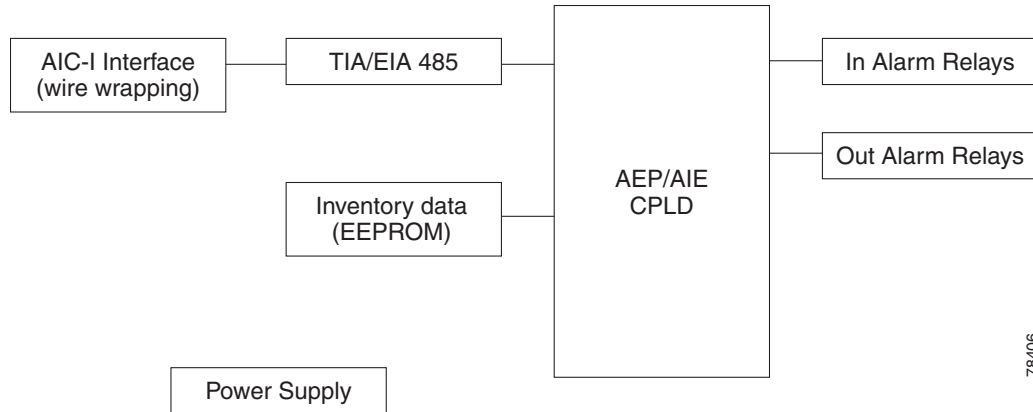 AIC-I Interface
(wire wrapping)
TIA/EIA 485
In Alarm Relays
Out Alarm Relays
AEP/AIE
CPLD
Inventory data
(EEPROM)
Power Supply
78406